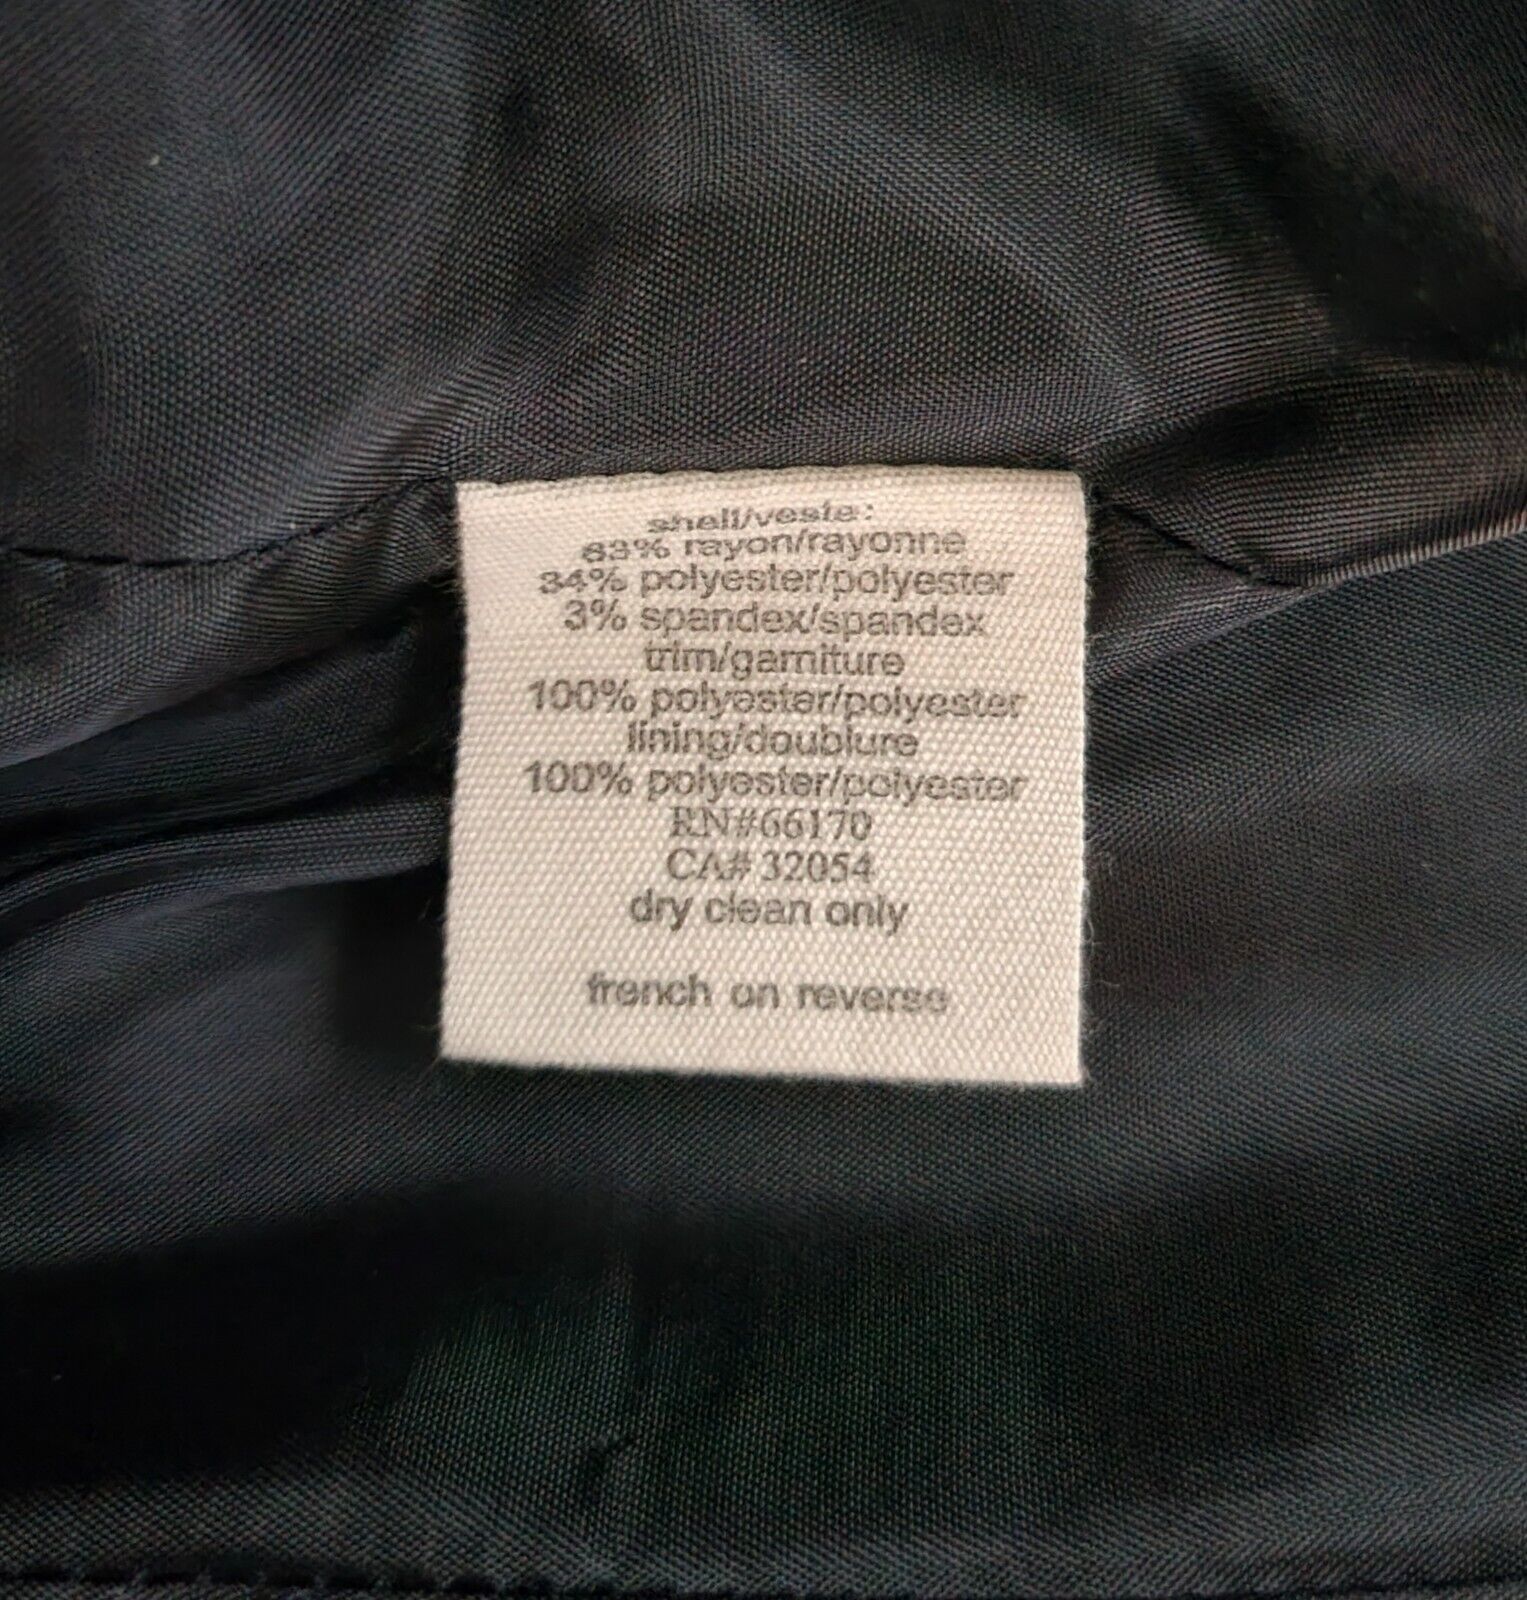 shell/veste:
63% rayon/rayonne
34% polyester/polyester
3% spandex/spandex
trim/garniture
100% polyester/polyester
lining/doublure
100% polyester/polyester
RN#66170
CA# 32054
dry clean only
french on reverse